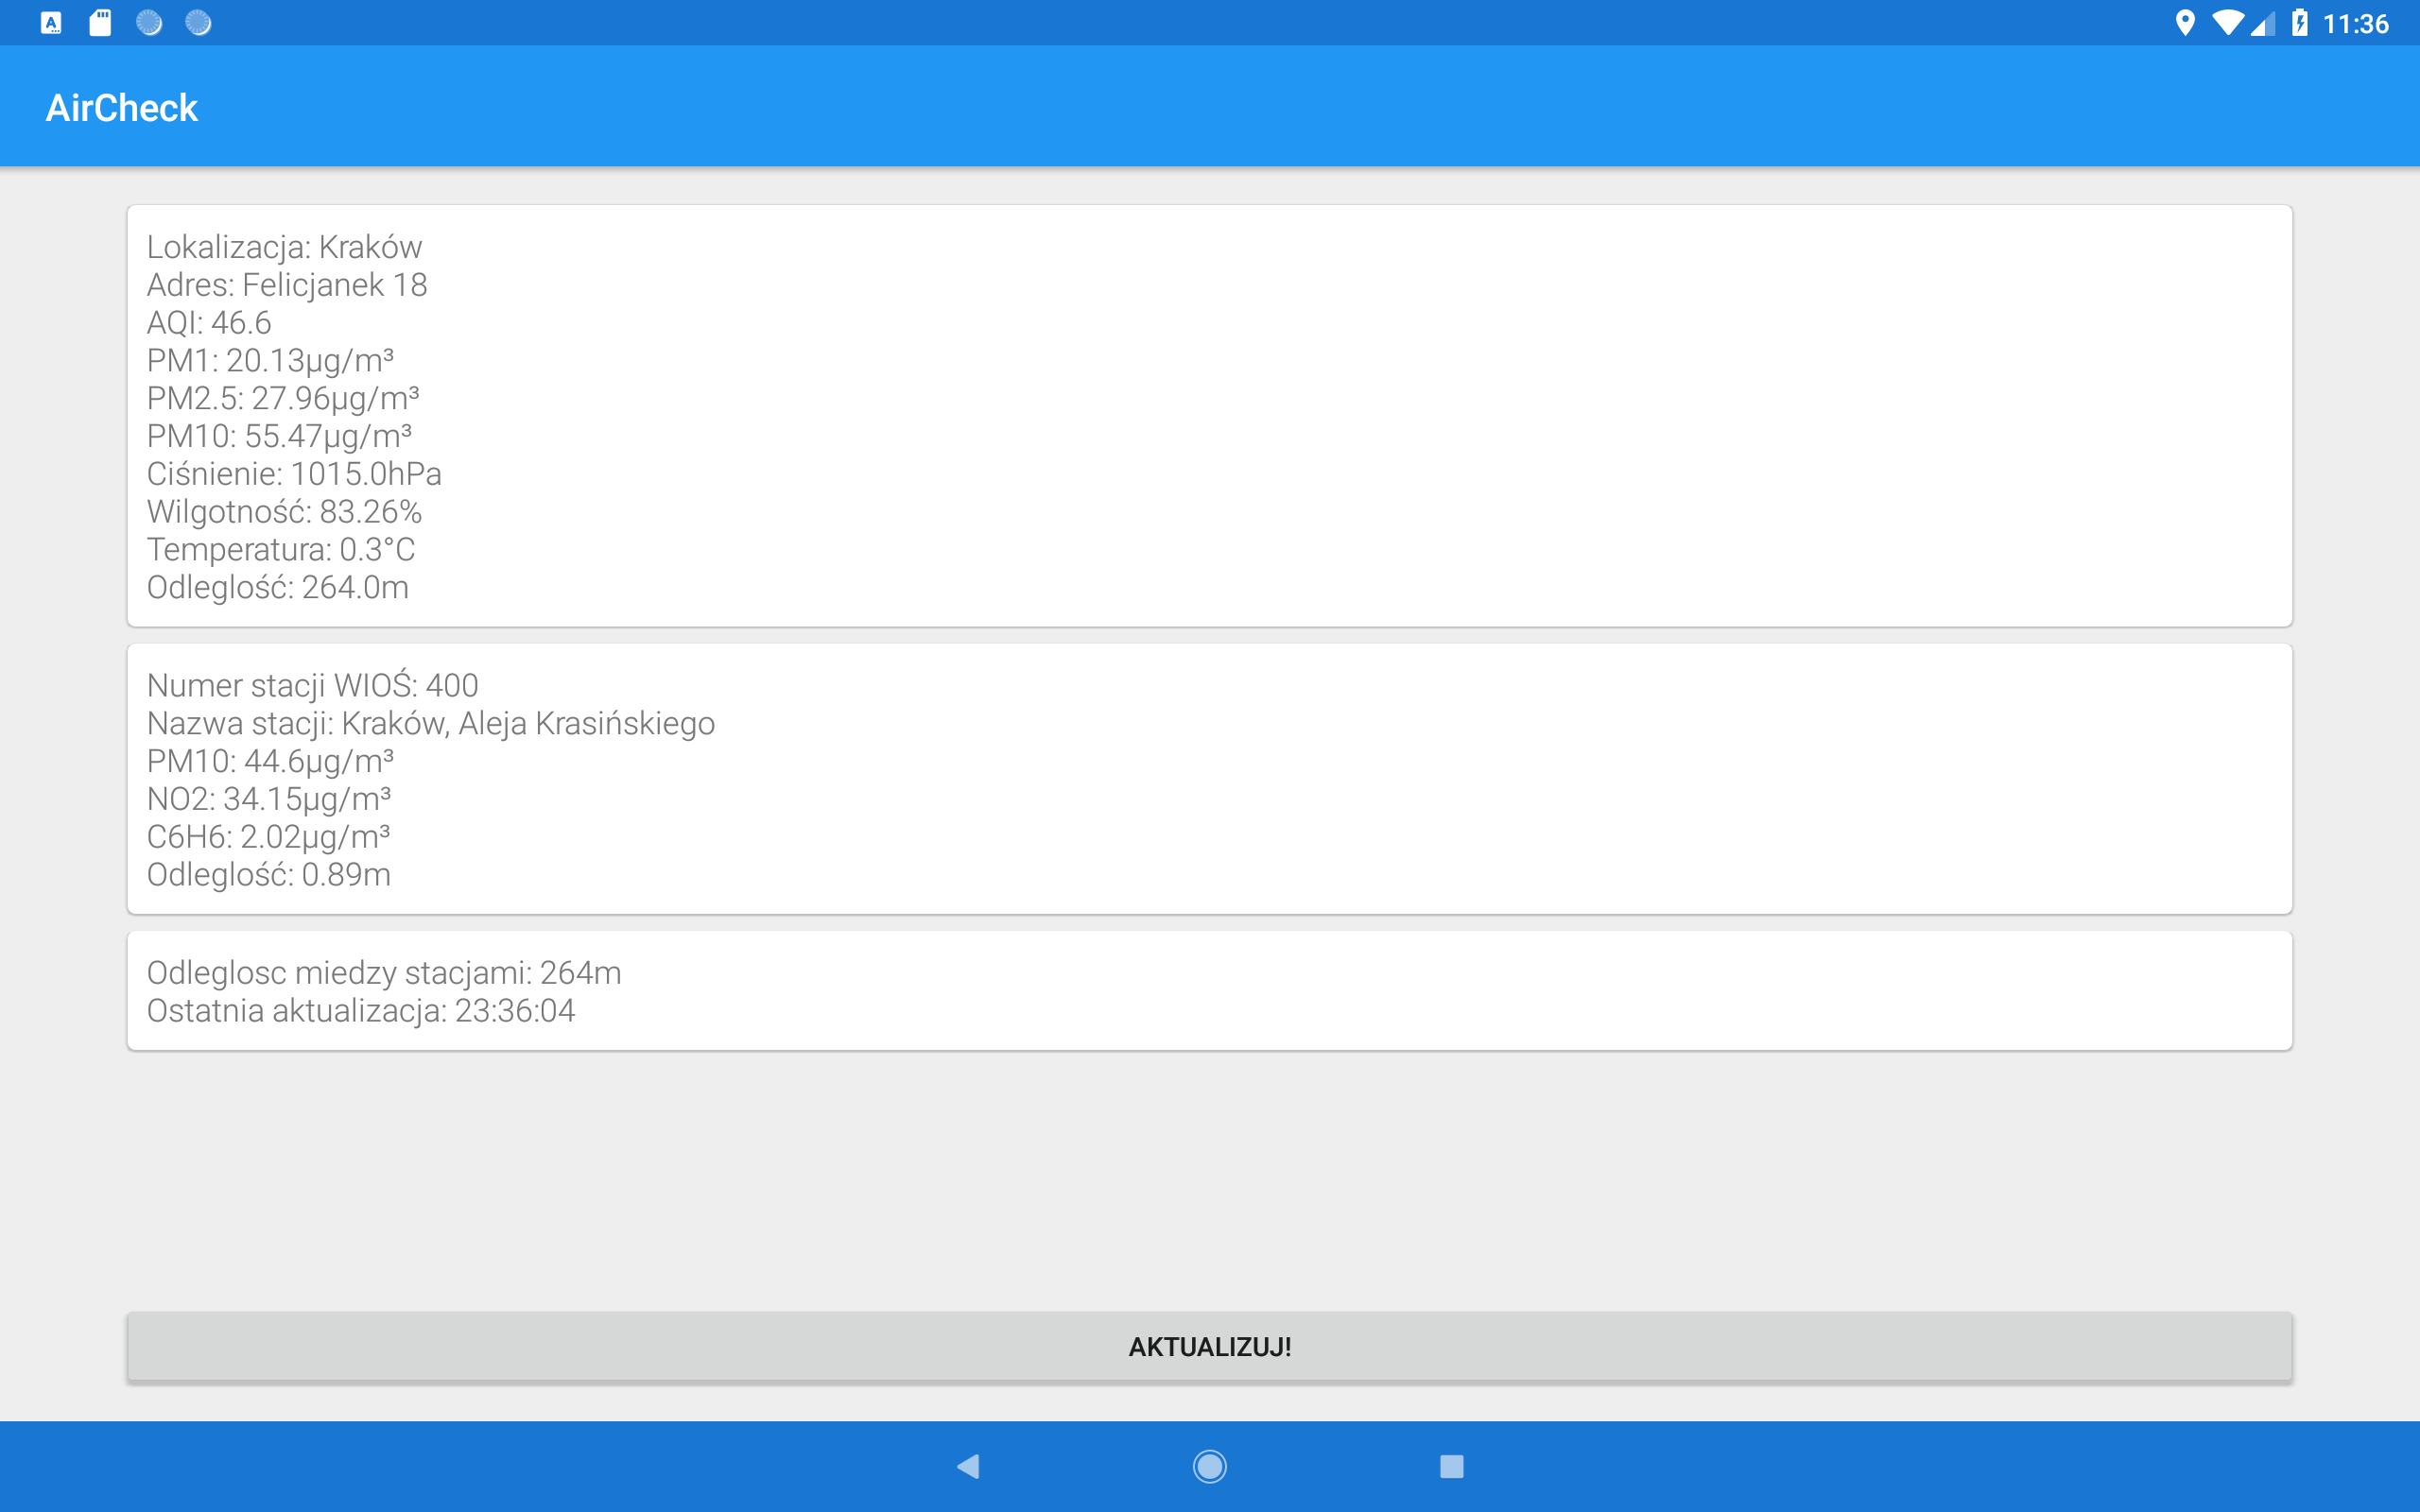 11:36
AirCheck
Lokalizacja: Kraków
Adres: Felicjanek 18
AQI: 46.6
PM1: 20.13µg/m³
PM2.5: 27.96µg/m³
PM10: 55.47µg/m³
Ciśnienie: 1015.0hPa
Wilgotność: 83.26%
Temperatura: 0.3°C
Odleglość: 264.0m
Numer stacji WIOŚ: 400
Nazwa stacji: Kraków, Aleja Krasińskiego
PM10: 44.6µg/m³
NO2: 34.15µg/m³
C6H6: 2.02µg/m³
Odleglość: 0.89m
Odleglosc miedzy stacjami: 264m
Ostatnia aktualizacja: 23:36:04
AKTUALIZUJ!